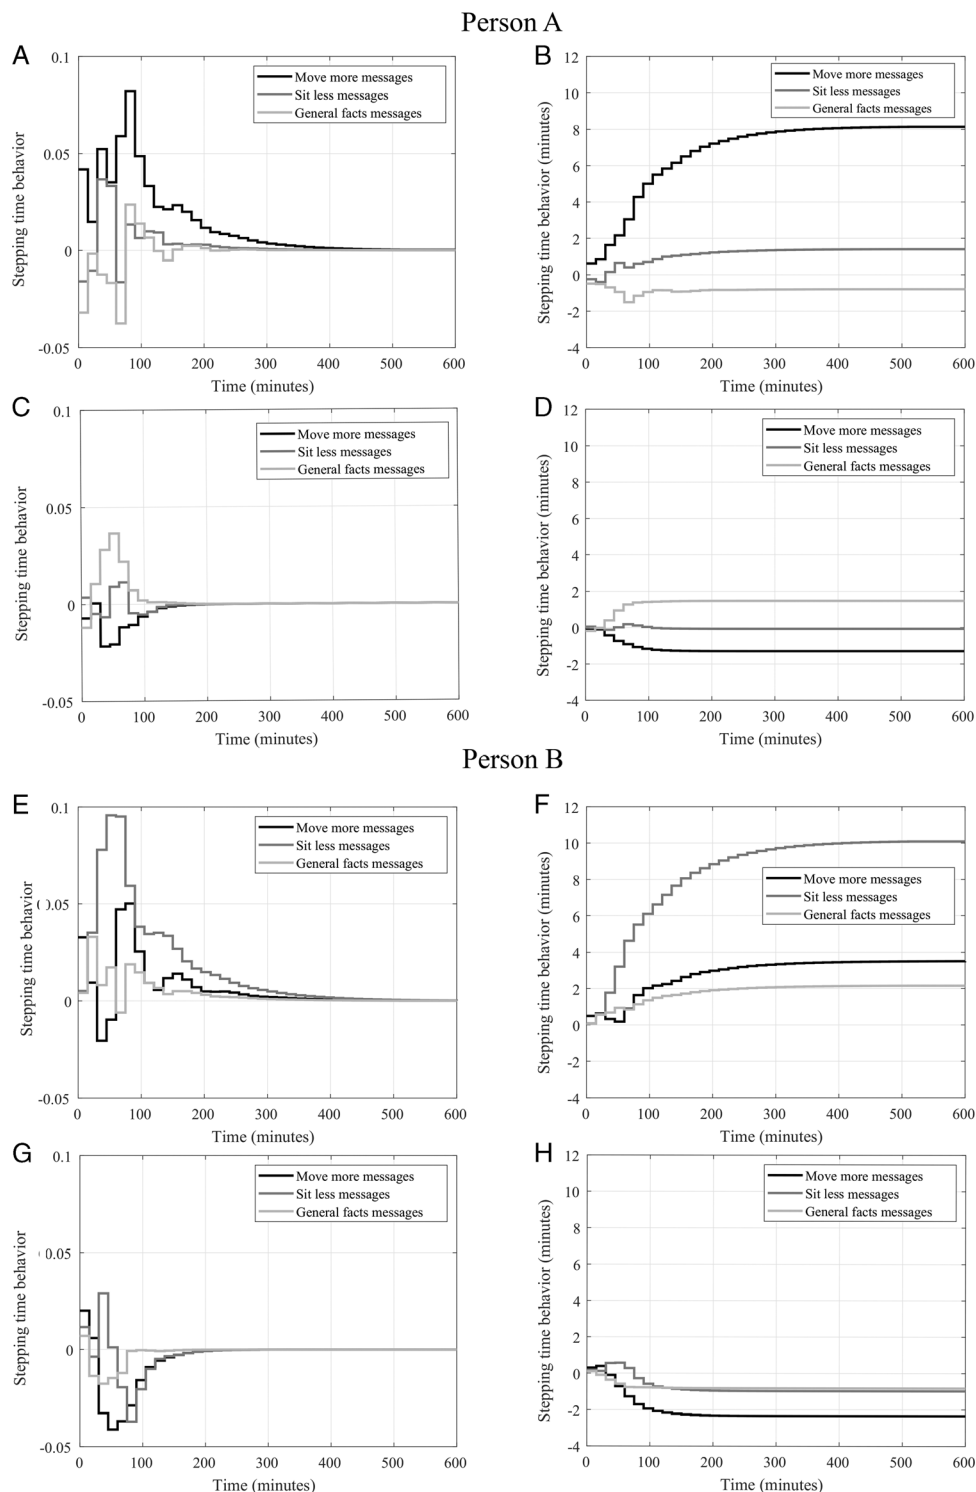 Person A
A
0.1
0.05
0
-0.05
Stepping time behavior
Move more messages
Sit less messages
General facts messages
0 100 200 300 400 500 600
Time (minutes)
B
12
10
8
6
4
2
0
-2
-4
Stepping time behavior (minutes)
Move more messages
Sit less messages
General facts messages
0 100 200 300 400 500 600
Time (minutes)
C
0.1
0.05
0
-0.05
Stepping time behavior
Move more messages
Sit less messages
General facts messages
0 100 200 300 400 500 600
Time (minutes)
D
12
10
8
6
4
2
0
-2
-4
Stepping time behavior (minutes)
Move more messages
Sit less messages
General facts messages
0 100 200 300 400 500 600
Time (minutes)
Person B
E
0.1
0.05
0
-0.05
Stepping time behavior
Move more messages
Sit less messages
General facts messages
0 100 200 300 400 500 600
Time (minutes)
F
12
10
8
6
4
2
0
-2
-4
Stepping time behavior (minutes)
Move more messages
Sit less messages
General facts messages
0 100 200 300 400 500 600
Time (minutes)
G
0.1
0.05
0
-0.05
Stepping time behavior
Move more messages
Sit less messages
General facts messages
0 100 200 300 400 500 600
Time (minutes)
H
12
10
8
6
4
2
0
-2
-4
Stepping time behavior (minutes)
Move more messages
Sit less messages
General facts messages
0 100 200 300 400 500 600
Time (minutes)